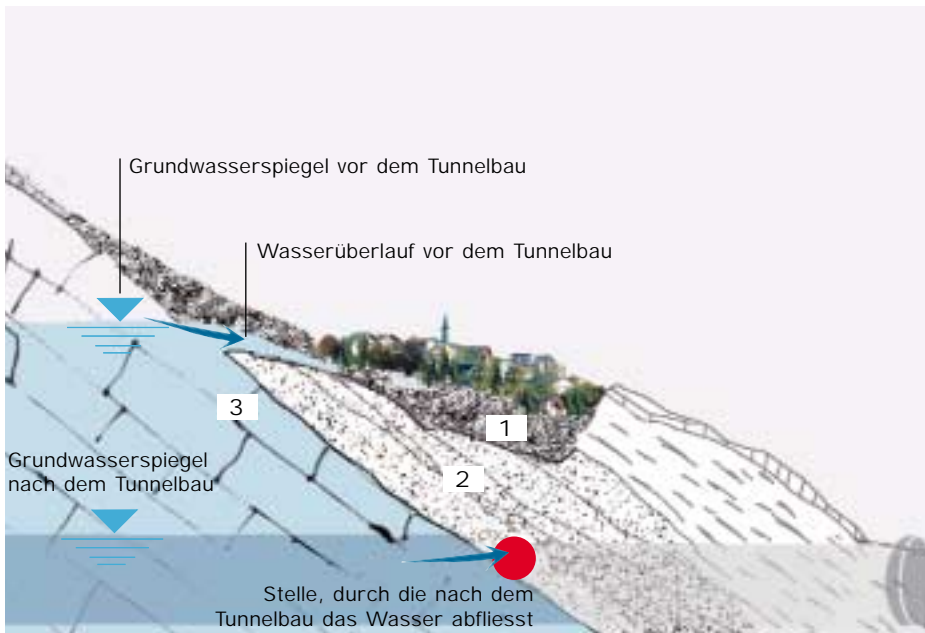 Grundwasserspiegel vor dem Tunnelbau
Wasserüberlauf vor dem Tunnelbau
3
1
2
Grundwasserspiegel
nach dem Tunnelbau
Stelle, durch die nach dem
Tunnelbau das Wasser abfliesst